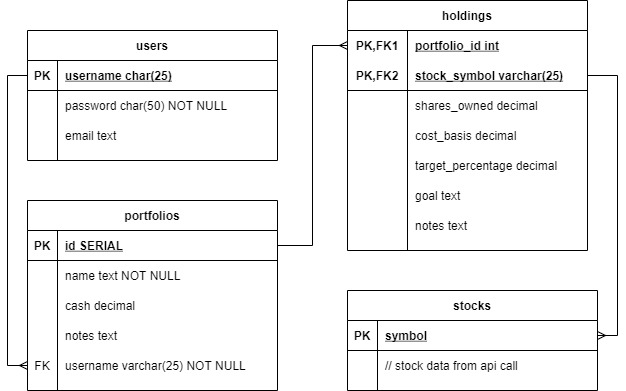 users
PK username char(25)
password char(50) NOT NULL
email text
portfolios
PK id SERIAL
name text NOT NULL
cash decimal
notes text
FK username varchar(25) NOT NULL
holdings
PK,FK1 portfolio_id int
PK,FK2 stock_symbol varchar(25)
shares_owned decimal
cost_basis decimal
target_percentage decimal
goal text
notes text
stocks
PK symbol
// stock data from api call